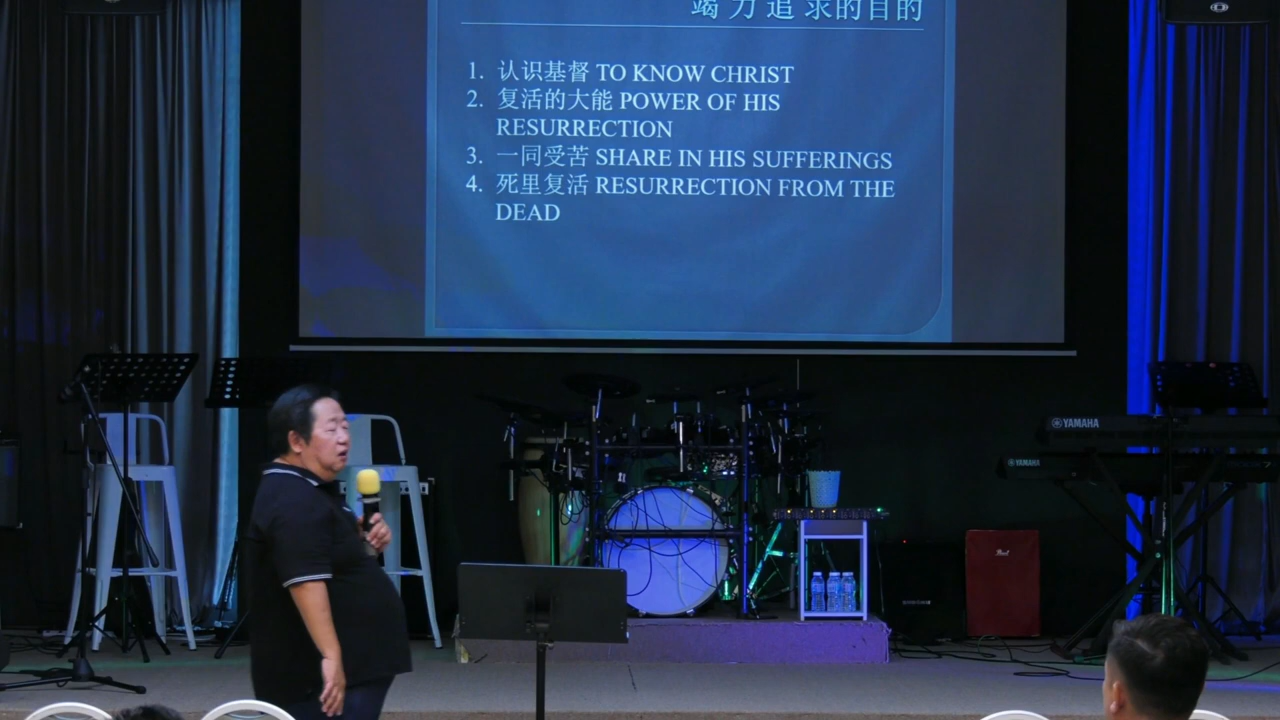 竭力追求的目的
1. 认识基督 TO KNOW CHRIST
2. 复活的大能 POWER OF HIS
RESURRECTION
3. 一同受苦 SHARE IN HIS SUFFERINGS
4. 死里复活 RESURRECTION FROM THE
DEAD
YAMAHA
YAMAHA
Pearl